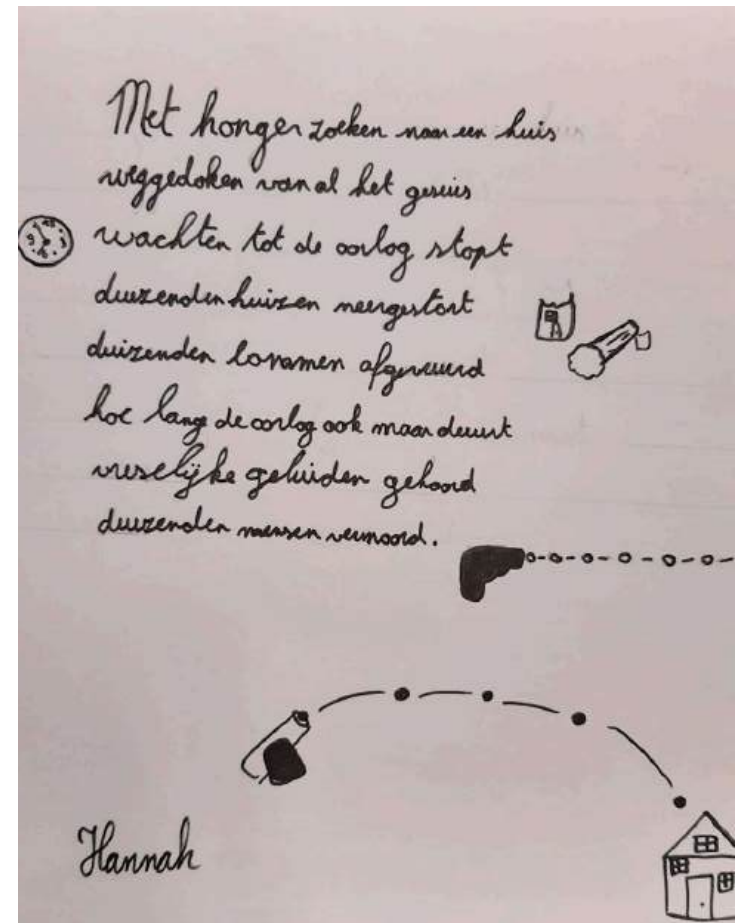 Met honger zoeken naar een huis
weggedoken van al het geruis
wachten tot de oorlog stopt
duizenden huizen neergestort
duizenden bommen afgevuurd
hoe lang de oorlog ook maar duurt
vreselijke geluiden gehoord
duizenden mensen vermoord.
Hannah